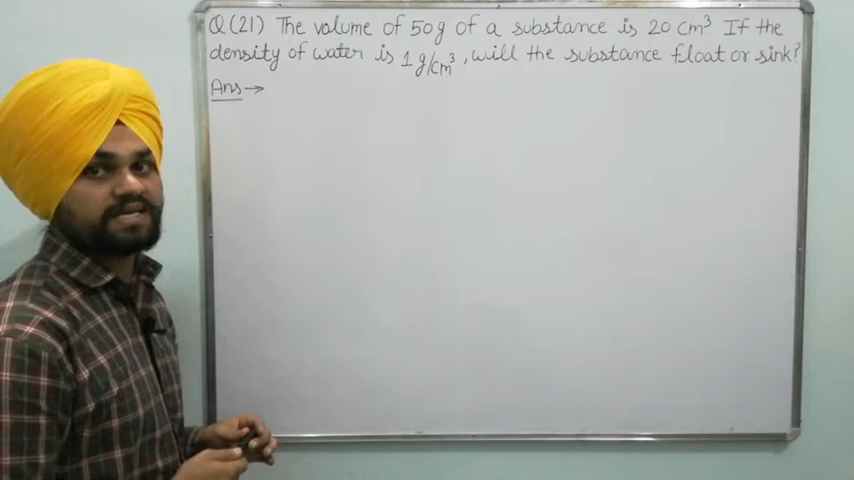 Q(21) The volume of 50g of a substance is 20 cm³ If the
density of water is 1 g/cm³, will the substance float or sink?
Ans→